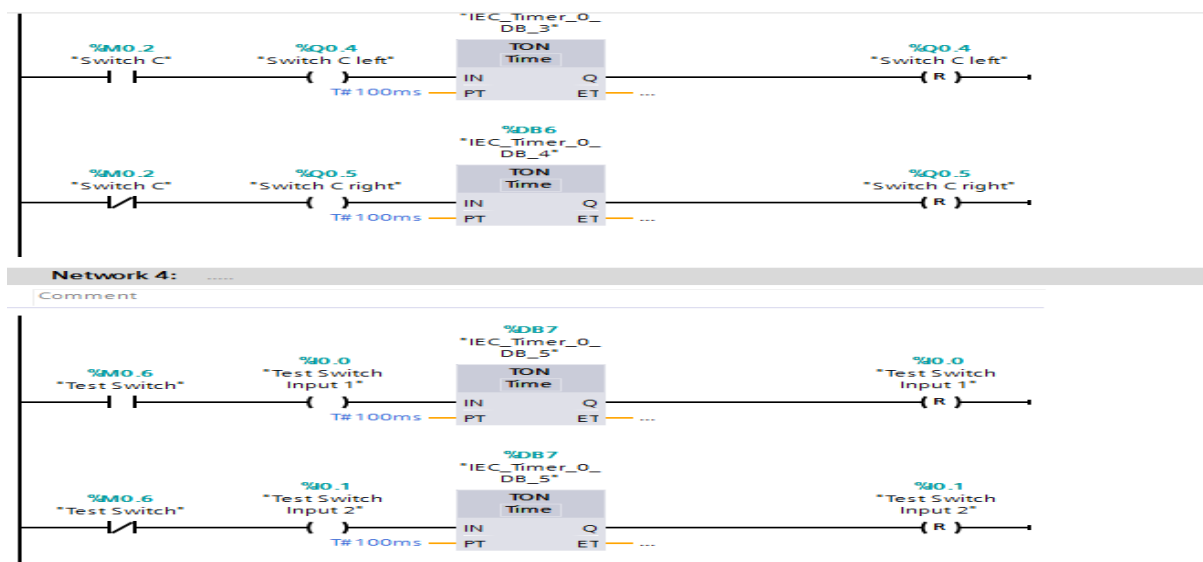 "IEC_Timer_0_
DB_3"
%M0.2
"Switch C"
%Q0.4
"Switch C left"
TON
Time
%Q0.4
"Switch C left"
IN Q
( R )
T#100ms PT ET ...
%DB6
"IEC_Timer_0_
DB_4"
%M0.2
"Switch C"
%Q0.5
"Switch C right"
TON
Time
%Q0.5
"Switch C right"
IN Q
( R )
T#100ms PT ET ...
Network 4: .....
Comment
%DB7
"IEC_Timer_0_
DB_5"
%M0.6
"Test Switch"
%I0.0
"Test Switch
Input 1"
TON
Time
%I0.0
"Test Switch
Input 1"
IN Q
( R )
T#100ms PT ET ...
%DB7
"IEC_Timer_0_
DB_5"
%M0.6
"Test Switch"
%I0.1
"Test Switch
Input 2"
TON
Time
%I0.1
"Test Switch
Input 2"
IN Q
( R )
T#100ms PT ET ...